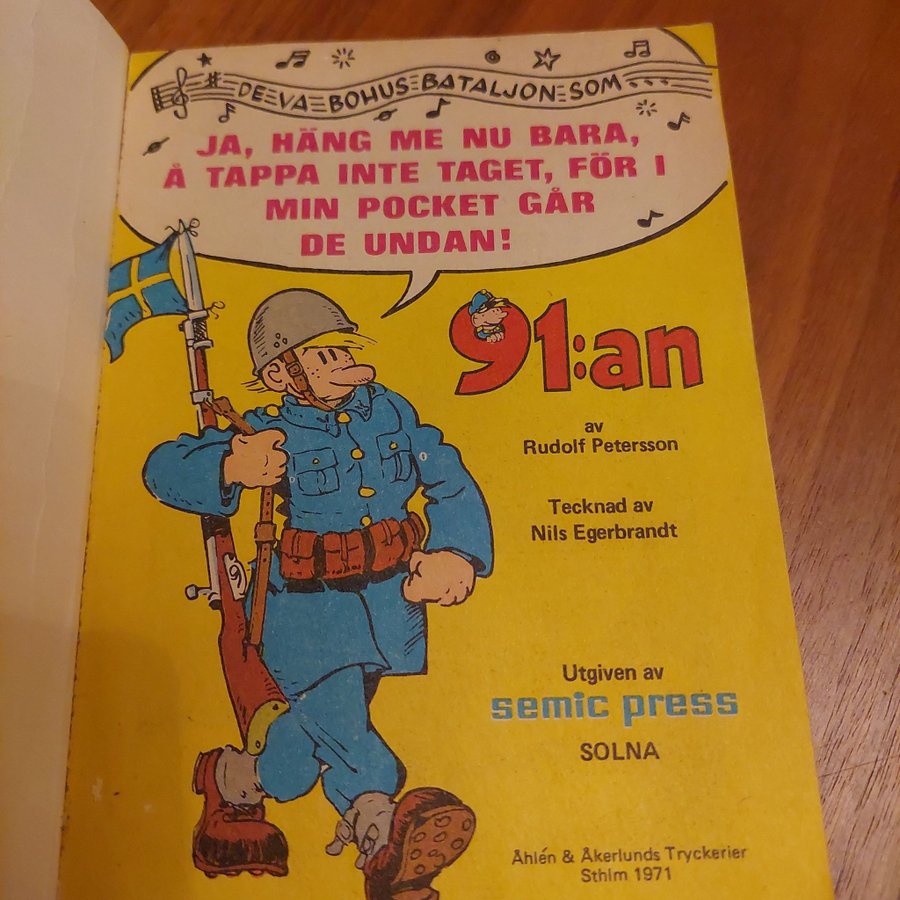 DE VA BOHUS BATALJON SOM...
JA, HÄNG ME NU BARA,
Å TAPPA INTE TAGET, FÖR I
MIN POCKET GÅR
DE UNDAN!
91:an
av
Rudolf Petersson
Tecknad av
Nils Egerbrandt
Utgiven av
semic press
SOLNA
Åhlén & Åkerlunds Tryckerier
Sthlm 1971